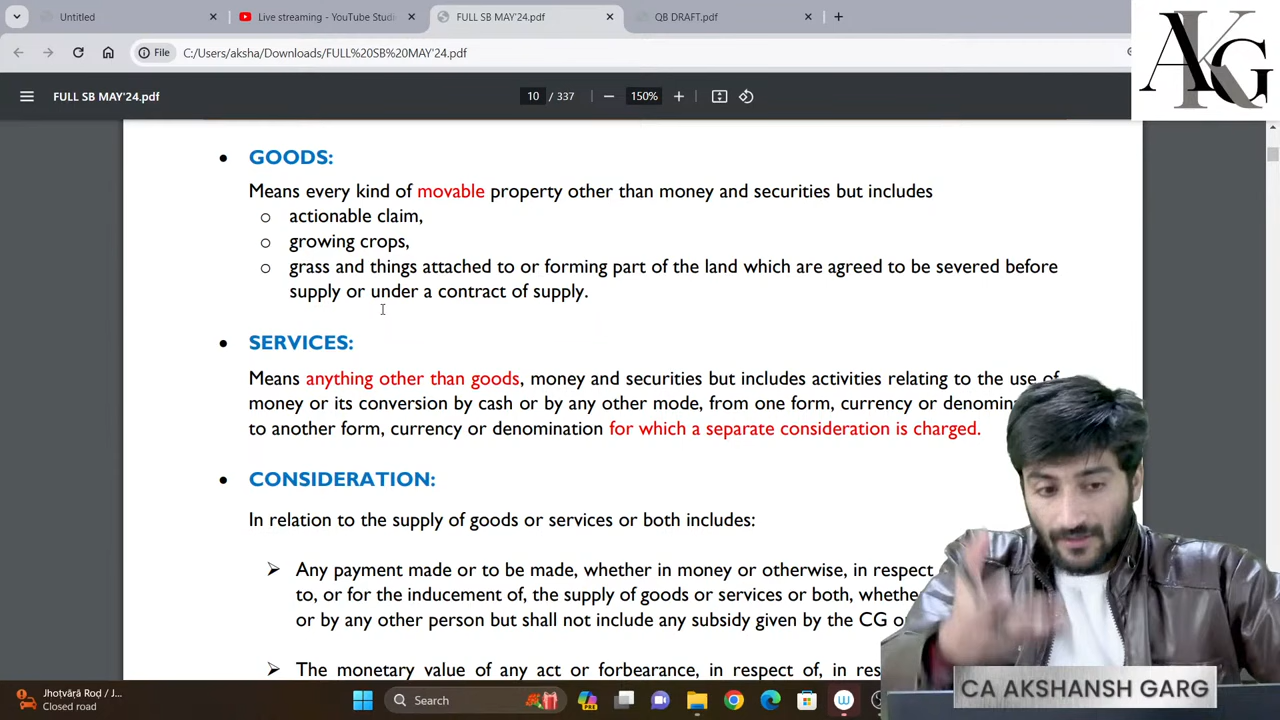 Untitled
Live streaming - YouTube Studi
FULL SB MAY'24.pdf
QB DRAFT.pdf
File
C:/Users/aksha/Downloads/FULL%20SB%20MAY'24.pdf
FULL SB MAY'24.pdf
10 / 337
150%
AKG
• GOODS:
Means every kind of movable property other than money and securities but includes
o actionable claim,
o growing crops,
o grass and things attached to or forming part of the land which are agreed to be severed before
supply or under a contract of supply.
• SERVICES:
Means anything other than goods, money and securities but includes activities relating to the use of
money or its conversion by cash or by any other mode, from one form, currency or denomin
to another form, currency or denomination for which a separate consideration is charged.
• CONSIDERATION:
In relation to the supply of goods or services or both includes:
➢ Any payment made or to be made, whether in money or otherwise, in respect
to, or for the inducement of, the supply of goods or services or both, whethe
or by any other person but shall not include any subsidy given by the CG o
➢ The monetary value of any act or forbearance, in respect of, in res
CA AKSHANSH GARG
Jhotvāṛā Roḍ / J...
Closed road
Search
PRE